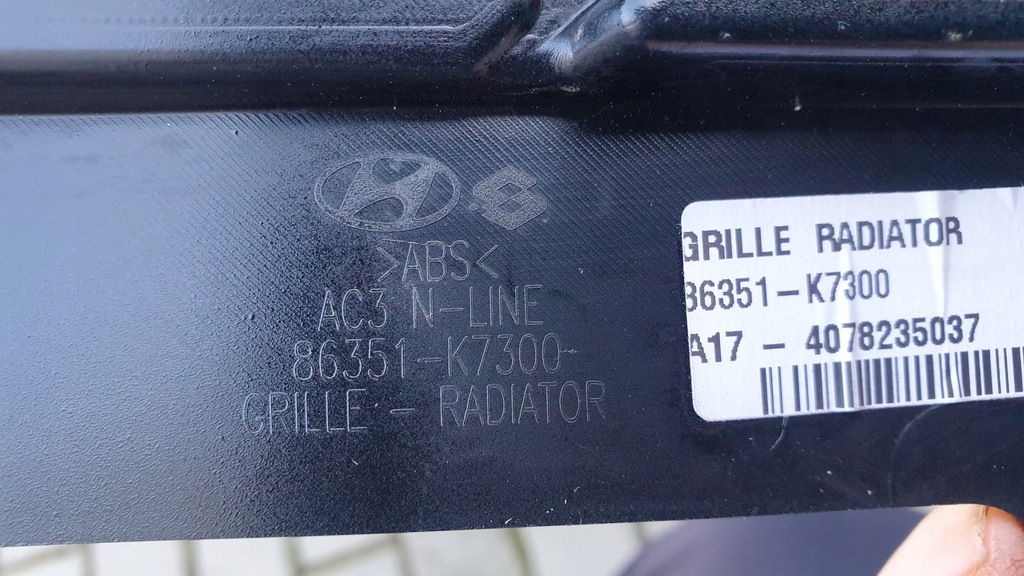 >ABS<
AC3 N-LINE
86351-K7300
GRILLE - RADIATOR
GRILLE RADIATOR
86351-K7300
A17 - 4078235037